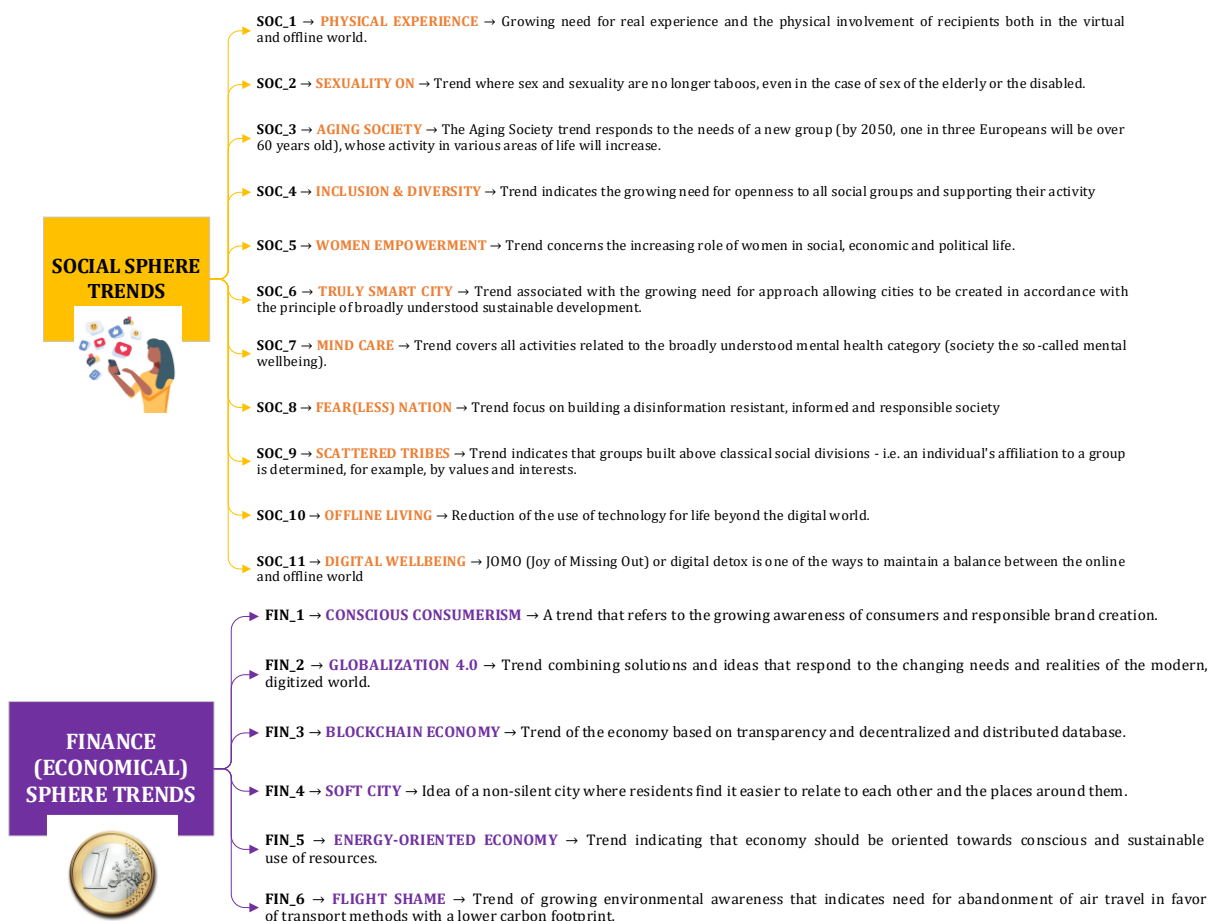 SOC_1 → PHYSICAL EXPERIENCE → Growing need for real experience and the physical involvement of recipients both in the virtual
and offline world.
SOC_2 → SEXUALITY ON → Trend where sex and sexuality are no longer taboos, even in the case of sex of the elderly or the disabled.
SOC_3 → AGING SOCIETY → The Aging Society trend responds to the needs of a new group (by 2050, one in three Europeans will be over
60 years old), whose activity in various areas of life will increase.
SOC_4 → INCLUSION & DIVERSITY → Trend indicates the growing need for openness to all social groups and supporting their activity
SOC_5 → WOMEN EMPOWERMENT → Trend concerns the increasing role of women in social, economic and political life.
SOCIAL SPHERE
TRENDS
SOC_6 → TRULY SMART CITY → Trend associated with the growing need for approach allowing cities to be created in accordance with
the principle of broadly understood sustainable development.
SOC_7 → MIND CARE → Trend covers all activities related to the broadly understood mental health category (society the so-called mental
wellbeing).
SOC_8 → FEAR(LESS) NATION → Trend focus on building a disinformation resistant, informed and responsible society
SOC_9 → SCATTERED TRIBES → Trend indicates that groups built above classical social divisions - i.e. an individual's affiliation to a group
is determined, for example, by values and interests.
SOC_10 → OFFLINE LIVING → Reduction of the use of technology for life beyond the digital world.
SOC_11 → DIGITAL WELLBEING → JOMO (Joy of Missing Out) or digital detox is one of the ways to maintain a balance between the online
and offline world
FIN_1 → CONSCIOUS CONSUMERISM → A trend that refers to the growing awareness of consumers and responsible brand creation.
FIN_2 → GLOBALIZATION 4.0 → Trend combining solutions and ideas that respond to the changing needs and realities of the modern,
digitized world.
FINANCE
(ECONOMICAL)
SPHERE TRENDS
FIN_3 → BLOCKCHAIN ECONOMY → Trend of the economy based on transparency and decentralized and distributed database.
FIN_4 → SOFT CITY → Idea of a non-silent city where residents find it easier to relate to each other and the places around them.
FIN_5 → ENERGY-ORIENTED ECONOMY → Trend indicating that economy should be oriented towards conscious and sustainable
use of resources.
1 EURO
FIN_6 → FLIGHT SHAME → Trend of growing environmental awareness that indicates need for abandonment of air travel in favor
of transport methods with a lower carbon footprint.